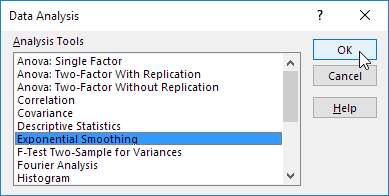 Data Analysis
?
Analysis Tools
Anova: Single Factor
Anova: Two-Factor With Replication
Anova: Two-Factor Without Replication
Correlation
Covariance
Descriptive Statistics
Exponential Smoothing
F-Test Two-Sample for Variances
Fourier Analysis
Histogram
OK
Cancel
Help